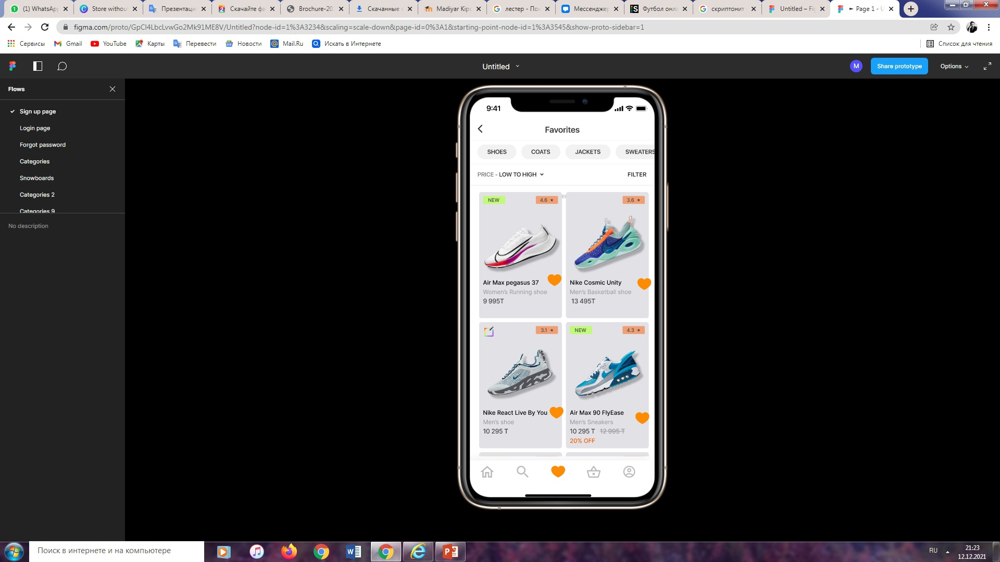 (1) WhatsAp
Store withou
Презентаци
Скачайте фа
Brochure-20
Скачанные
Madiyar Kip
лестер - По
Мессенджер
Футбол онла
скриптонит
Untitled – Fi
► Page 1 - U
figma.com/proto/GpCl4LbcLvwGo2Mk91ME8V/Untitled?node-id=1%3A3234&scaling=scale-down&page-id=0%3A1&starting-point-node-id=1%3A3545&show-proto-sidebar=1
Сервисы Gmail YouTube Карты Перевести Новости Mail.Ru Искать в Интернете Список для чтения
Untitled
M
Share prototype
Options
Flows
Sign up page
Login page
Forgot password
Categories
Snowboards
Categories 2
Categories 9
No description
9:41
Favorites
SHOES COATS JACKETS SWEATERS
PRICE - LOW TO HIGH FILTER
NEW 4.6 ★
3.6 ★
Air Max pegasus 37
Women's Running shoe
9 995T
Nike Cosmic Unity
Men's Basketball shoe
13 495T
3.1 ★
NEW 4.3 ★
Nike React Live By You
Men's shoe
10 295 T
Air Max 90 FlyEase
Men's Sneakers
10 295 T 12 995 T
20% OFF
Поиск в интернете и на компьютере
RU
21:23
12.12.2021